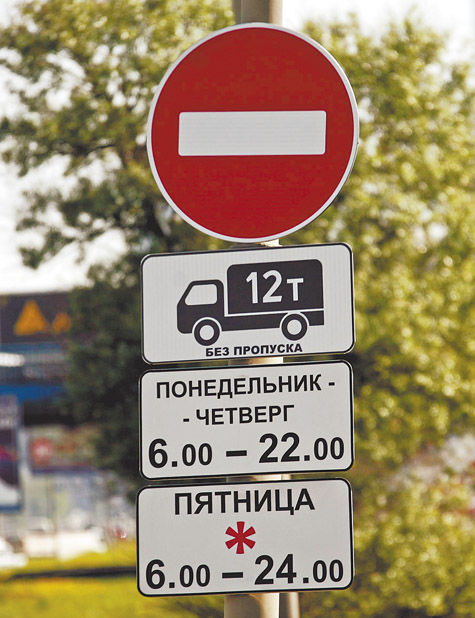 12т
БЕЗ ПРОПУСКА
ПОНЕДЕЛЬНИК -
- ЧЕТВЕРГ
6.00 – 22.00
ПЯТНИЦА
*
6.00 – 24.00